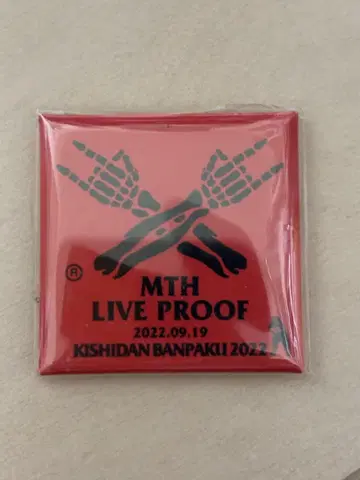 ®
MTH
LIVE PROOF
2022.09.19
KISHIDAN BANPAKU 2022